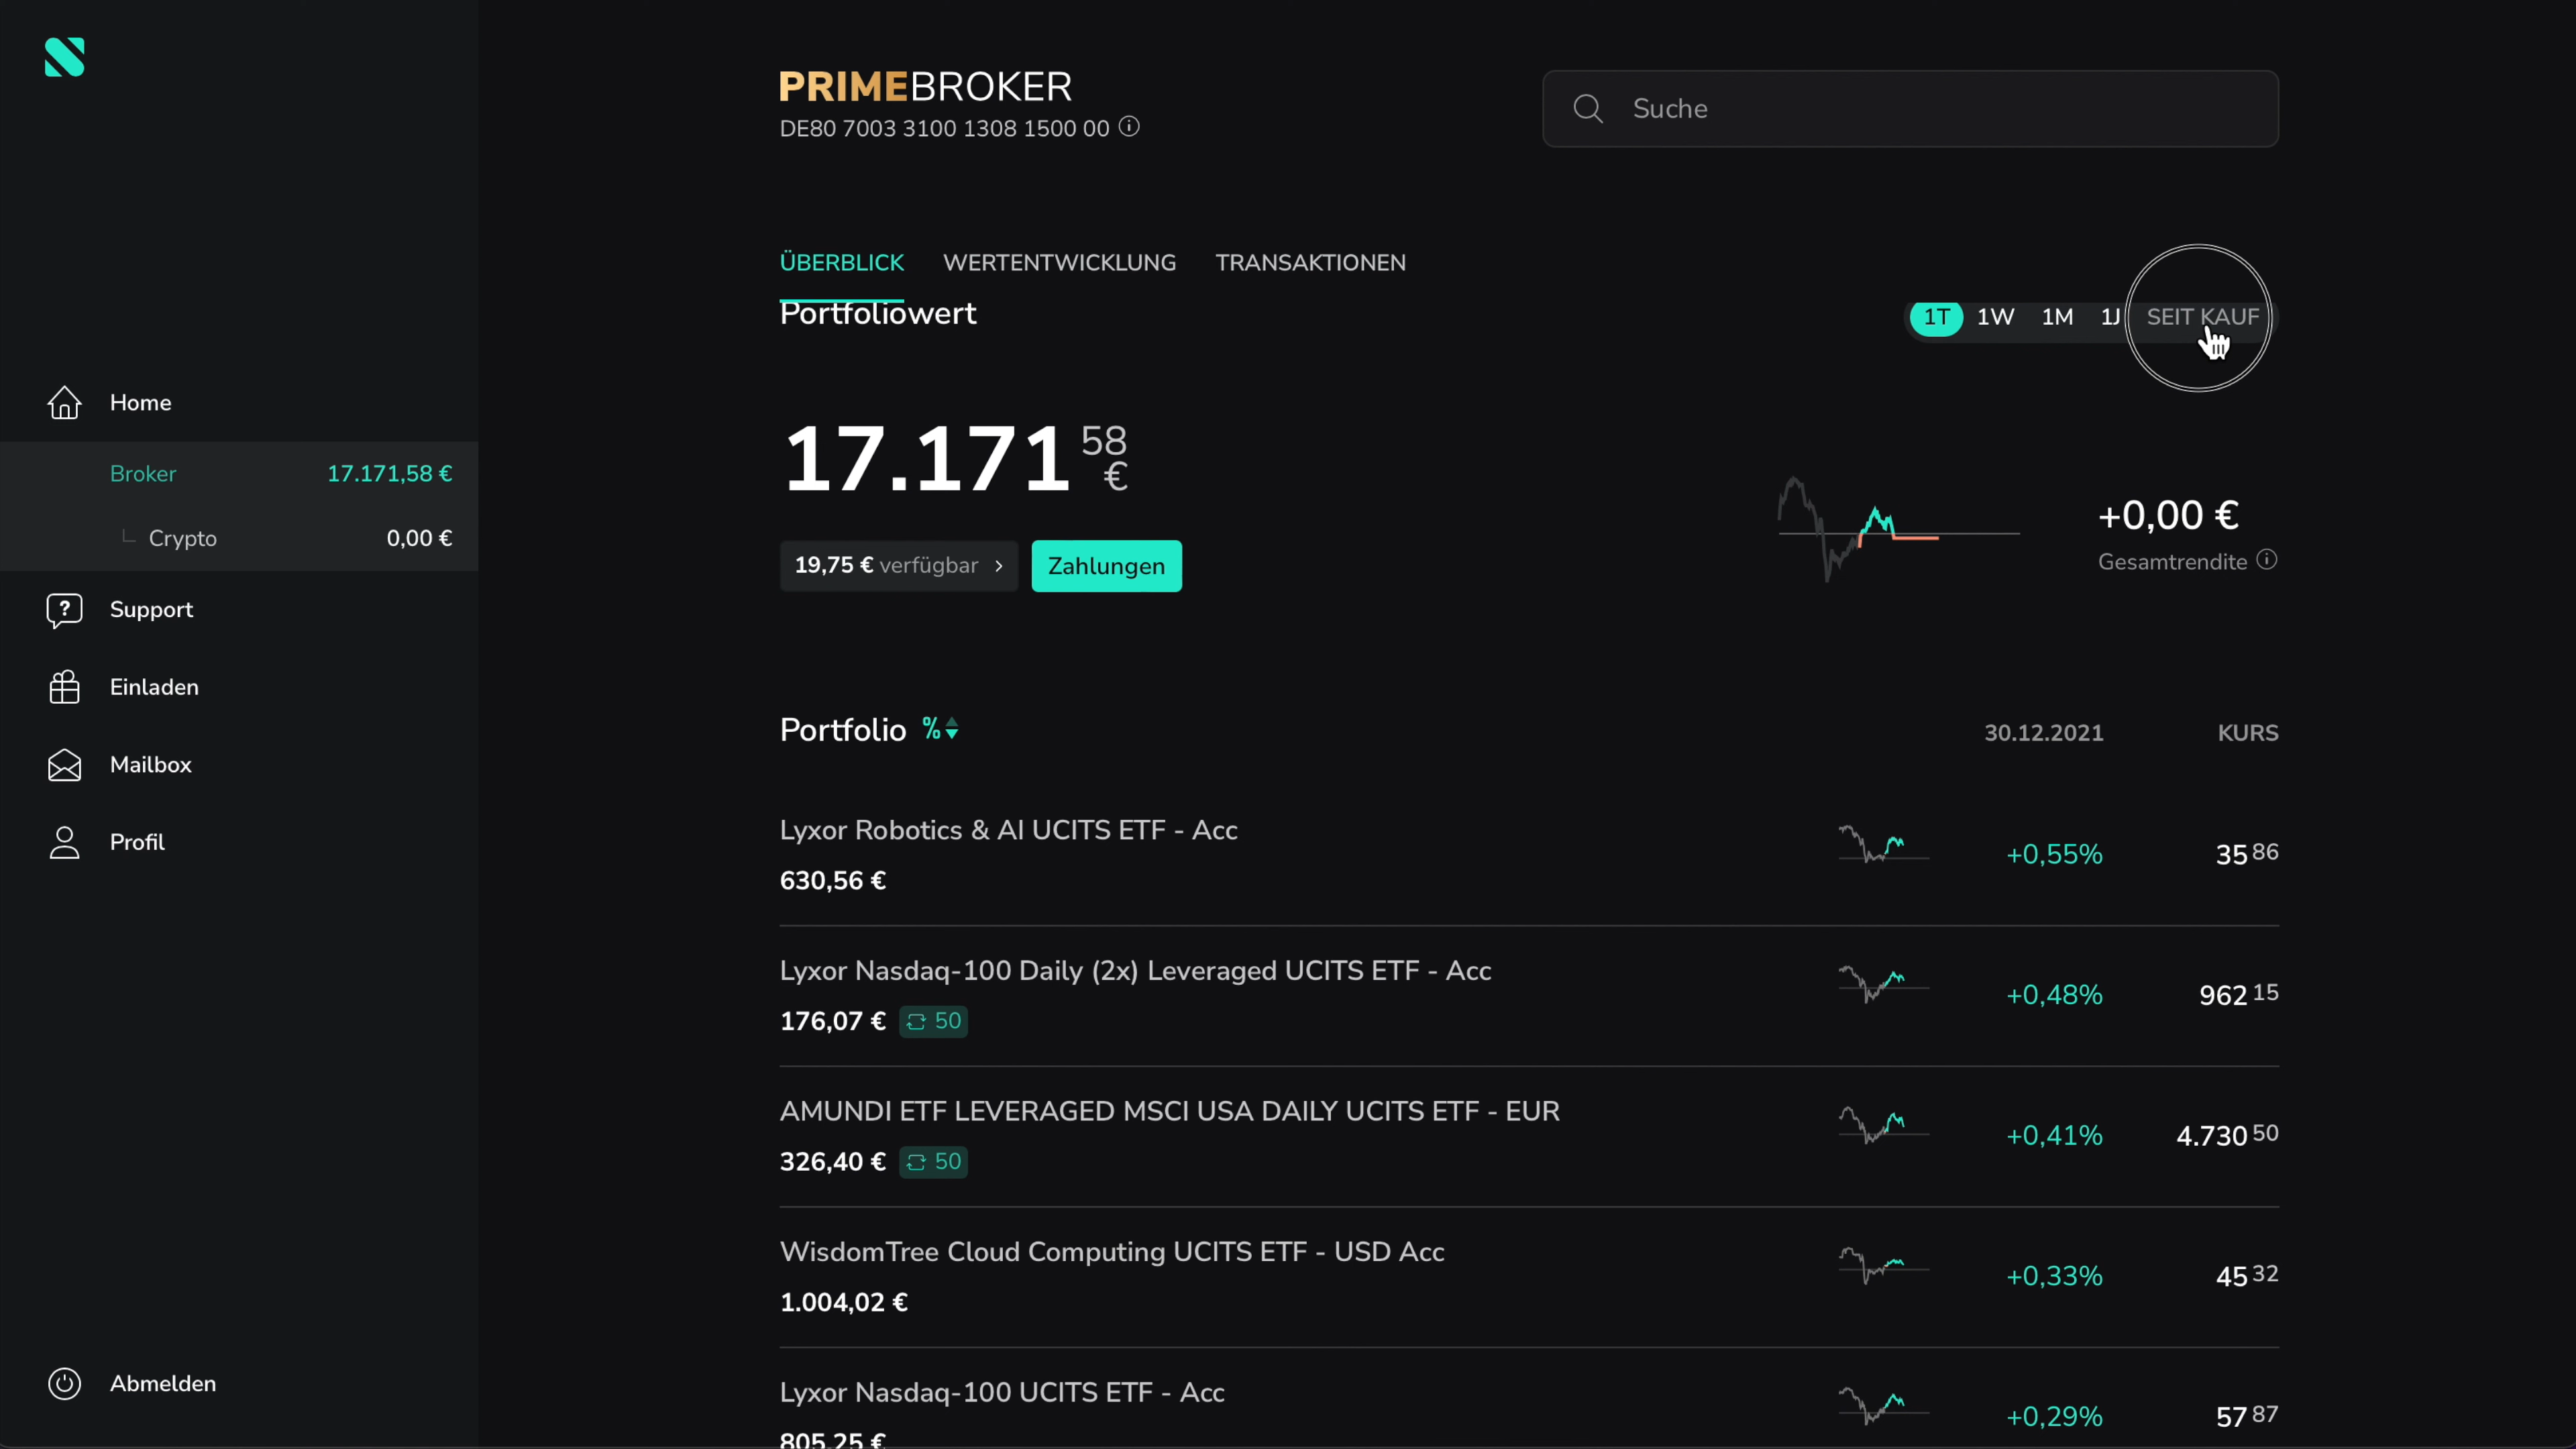 PRIMEBROKER
DE80 7003 3100 1308 1500 00
Suche
ÜBERBLICK WERTENTWICKLUNG TRANSAKTIONEN
Portfoliowert
1T 1W 1M 1J SEIT KAUF
Home
Broker 17.171,58 €
Crypto 0,00 €
Support
Einladen
Mailbox
Profil
Abmelden
17.171 58 €
19,75 € verfügbar
Zahlungen
+0,00 €
Gesamtrendite
Portfolio % 30.12.2021 KURS
Lyxor Robotics & AI UCITS ETF - Acc
630,56 €
+0,55% 35 86
Lyxor Nasdaq-100 Daily (2x) Leveraged UCITS ETF - Acc
176,07 € 50
+0,48% 962 15
AMUNDI ETF LEVERAGED MSCI USA DAILY UCITS ETF - EUR
326,40 € 50
+0,41% 4.730 50
WisdomTree Cloud Computing UCITS ETF - USD Acc
1.004,02 €
+0,33% 45 32
Lyxor Nasdaq-100 UCITS ETF - Acc
805,25 €
+0,29% 57 87